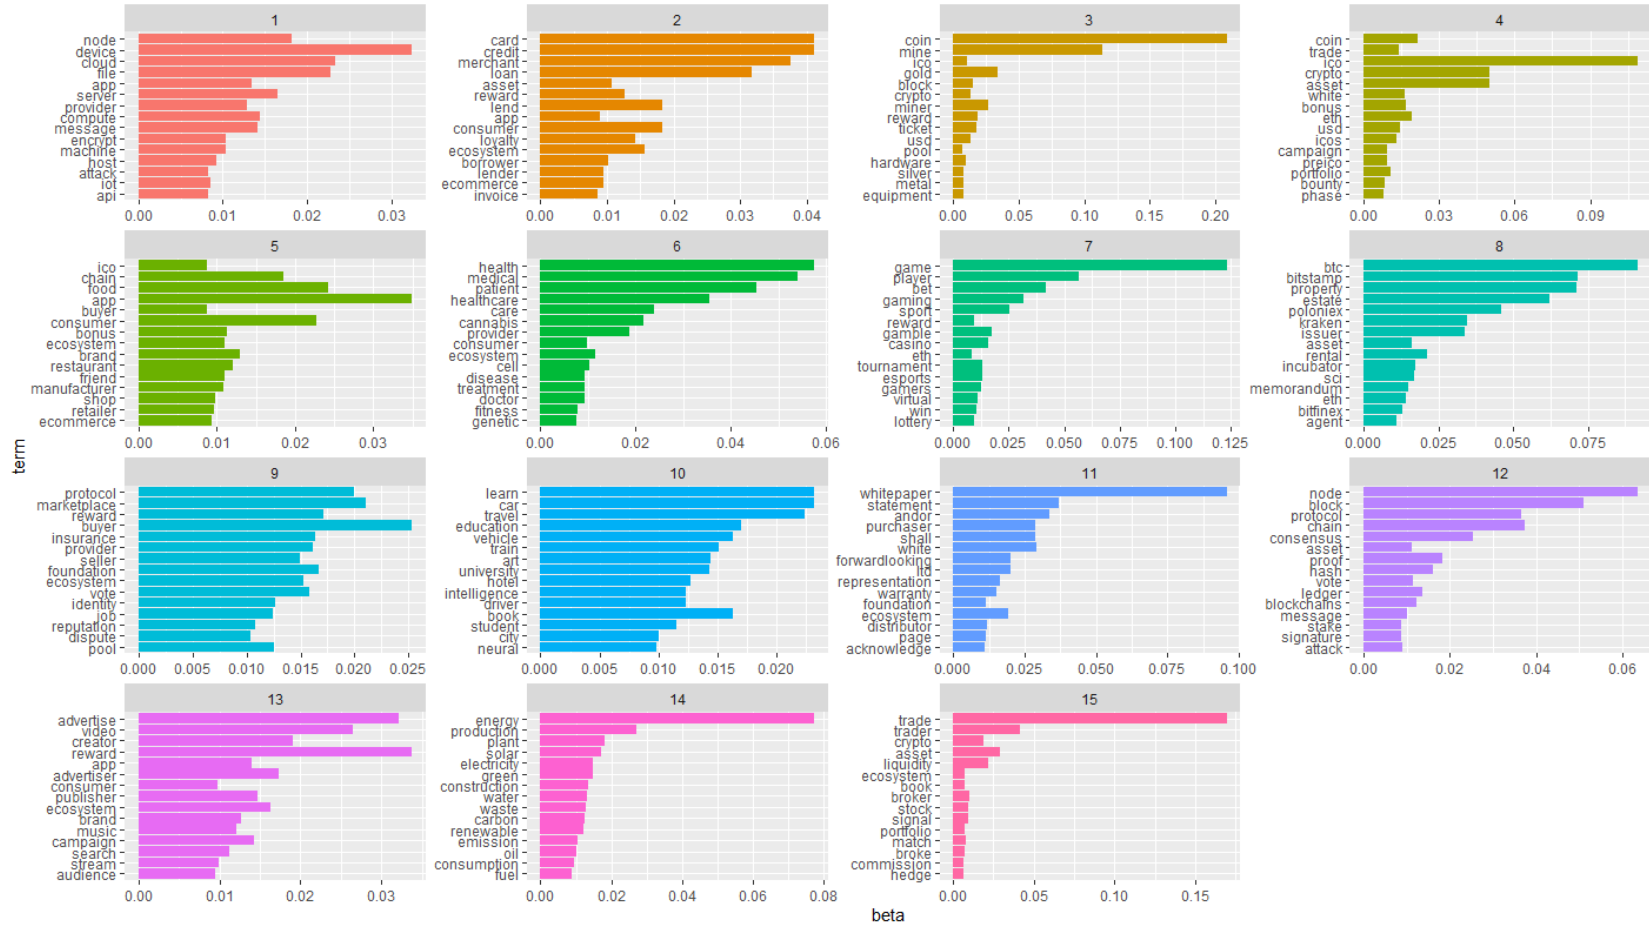 1
node
device
cloud
file
app
server
provider
compute
message
encrypt
machine
host
attack
iot
api
0.00 0.01 0.02 0.03
2
card
credit
merchant
loan
asset
reward
lend
app
consumer
loyalty
ecosystem
borrower
lender
ecommerce
invoice
0.00 0.01 0.02 0.03 0.04
3
coin
mine
ico
gold
block
crypto
miner
reward
ticket
usd
pool
hardware
silver
metal
equipment
0.00 0.05 0.10 0.15 0.20
4
coin
trade
ico
crypto
asset
white
bonus
eth
usd
icos
campaign
preico
portfolio
bounty
phase
0.00 0.03 0.06 0.09
5
ico
chain
food
app
buyer
consumer
bonus
ecosystem
brand
restaurant
friend
manufacturer
shop
retailer
ecommerce
0.00 0.01 0.02 0.03
6
health
medical
patient
healthcare
care
cannabis
provider
consumer
ecosystem
cell
disease
treatment
doctor
fitness
genetic
0.00 0.02 0.04 0.06
7
game
player
bet
gaming
sport
reward
gamble
casino
eth
tournament
esports
gamers
virtual
win
lottery
0.000 0.025 0.050 0.075 0.100 0.125
8
btc
bitstamp
property
estate
poloniex
kraken
issuer
asset
rental
incubator
sci
memorandum
eth
bitfinex
agent
0.000 0.025 0.050 0.075
term
9
protocol
marketplace
reward
buyer
insurance
provider
seller
foundation
ecosystem
vote
identity
job
reputation
dispute
pool
0.000 0.005 0.010 0.015 0.020 0.025
10
learn
car
travel
education
vehicle
train
art
university
hotel
intelligence
driver
book
student
city
neural
0.000 0.005 0.010 0.015 0.020
11
whitepaper
statement
andor
purchaser
shall
white
forwardlooking
ltd
representation
warranty
foundation
ecosystem
distributor
page
acknowledge
0.000 0.025 0.050 0.075 0.100
12
node
block
protocol
chain
consensus
asset
proof
hash
vote
ledger
blockchains
message
stake
signature
attack
0.00 0.02 0.04 0.06
13
advertise
video
creator
reward
app
advertiser
consumer
publisher
ecosystem
brand
music
campaign
search
stream
audience
0.00 0.01 0.02 0.03
14
energy
production
plant
solar
electricity
green
construction
water
waste
carbon
renewable
emission
oil
consumption
fuel
0.00 0.02 0.04 0.06 0.08
15
trade
trader
crypto
asset
liquidity
ecosystem
book
broker
stock
signal
portfolio
match
broke
commission
hedge
0.00 0.05 0.10 0.15
beta